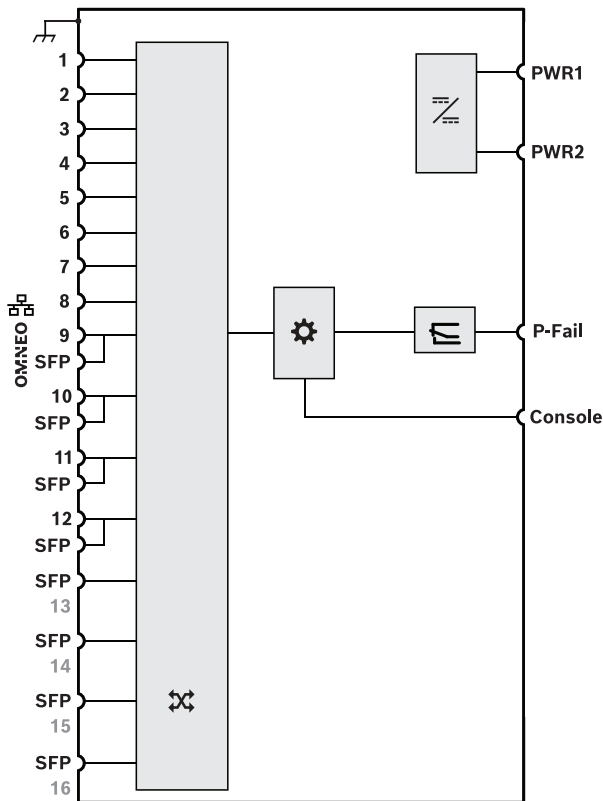 1
2
3
4
5
6
7
8
9
SFP
10
SFP
11
SFP
12
SFP
SFP
13
SFP
14
SFP
15
SFP
16
OMNEO
PWR1
PWR2
P-Fail
Console